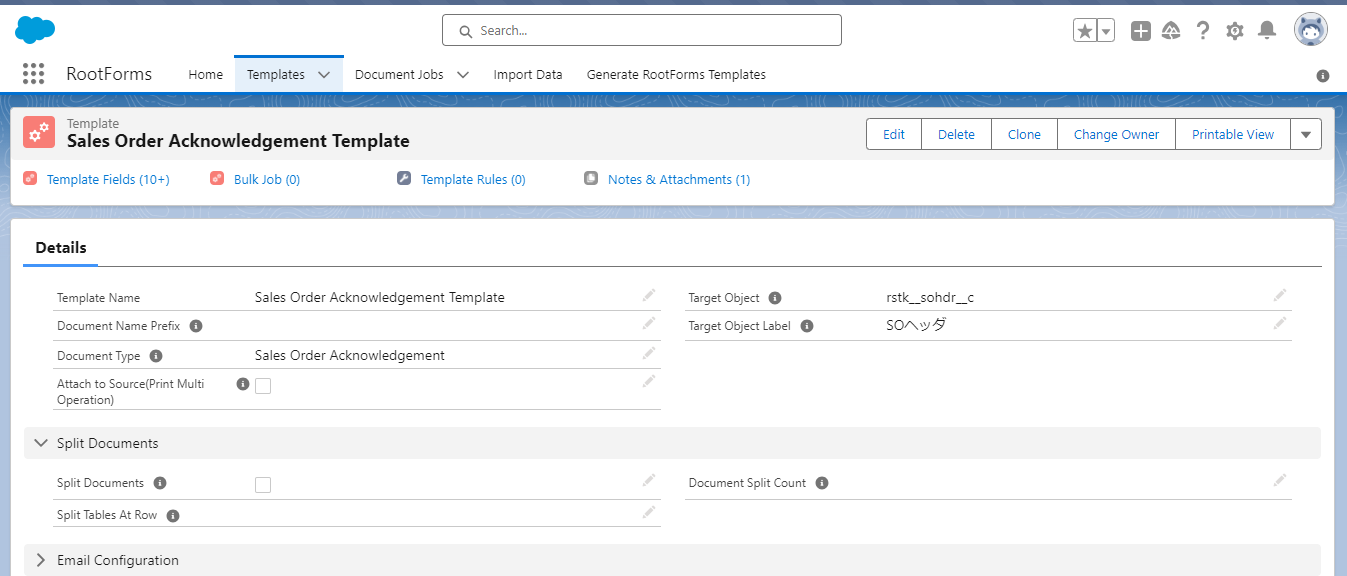 Search...
RootForms
Home
Templates
Document Jobs
Import Data
Generate RootForms Templates
Template
Sales Order Acknowledgement Template
Edit
Delete
Clone
Change Owner
Printable View
Template Fields (10+)
Bulk Job (0)
Template Rules (0)
Notes & Attachments (1)
Details
Template Name
Sales Order Acknowledgement Template
Target Object
rstk__sohdr__c
Document Name Prefix
Target Object Label
SOヘッダ
Document Type
Sales Order Acknowledgement
Attach to Source(Print Multi
Operation)
Split Documents
Split Documents
Document Split Count
Split Tables At Row
Email Configuration